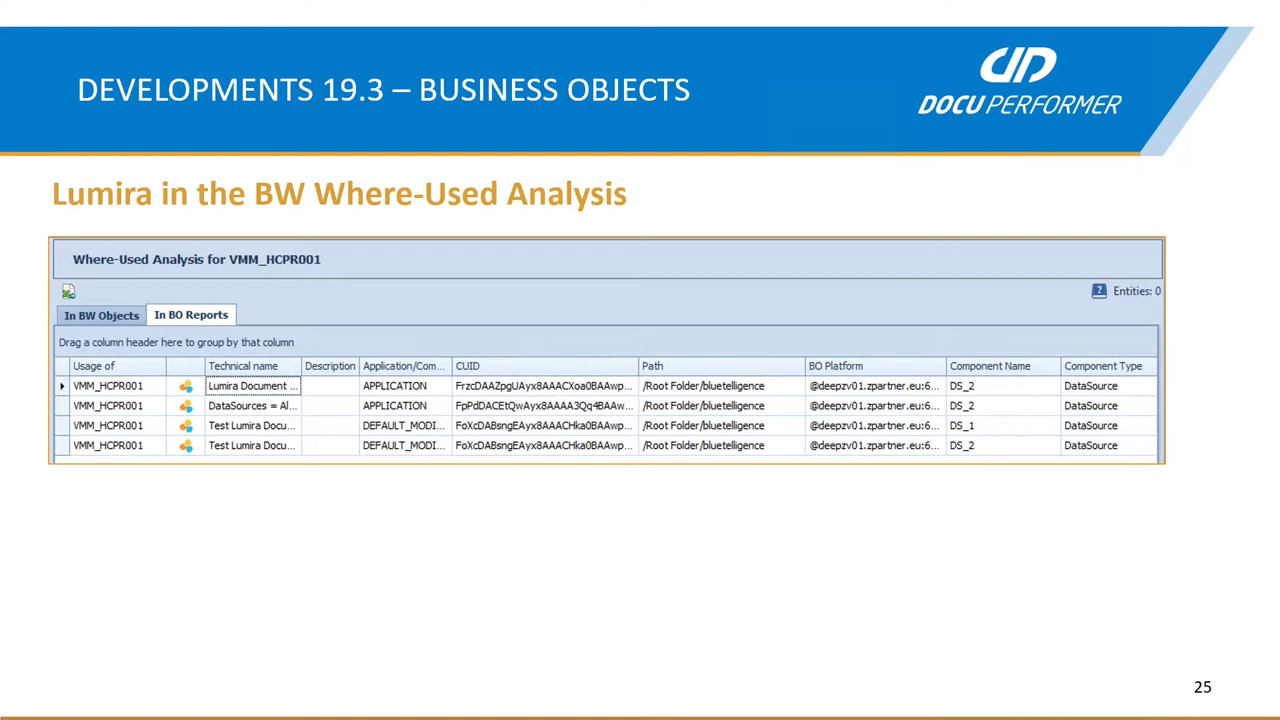 DEVELOPMENTS 19.3 – BUSINESS OBJECTS
DOCU PERFORMER
Lumira in the BW Where-Used Analysis
Where-Used Analysis for VMM_HCPR001
Entities: 0
In BW Objects In BO Reports
Drag a column header here to group by that column
Usage of Technical name Description Application/Com... CUID Path BO Platform Component Name Component Type
VMM_HCPR001 Lumira Document ... APPLICATION FrzcDAAZpgUAyx8AAACXoa0BAAwp... /Root Folder/bluetelligence @deepzv01.zpartner.eu:6... DS_2 DataSource
VMM_HCPR001 DataSources = Al... APPLICATION FpPdDACEtQwAyx8AAAA3Qq4BAAw... /Root Folder/bluetelligence @deepzv01.zpartner.eu:6... DS_2 DataSource
VMM_HCPR001 Test Lumira Docu... DEFAULT_MODI... FoXcDABsngEAyx8AAACHka0BAAwp... /Root Folder/bluetelligence @deepzv01.zpartner.eu:6... DS_1 DataSource
VMM_HCPR001 Test Lumira Docu... DEFAULT_MODI... FoXcDABsngEAyx8AAACHka0BAAwp... /Root Folder/bluetelligence @deepzv01.zpartner.eu:6... DS_2 DataSource
25